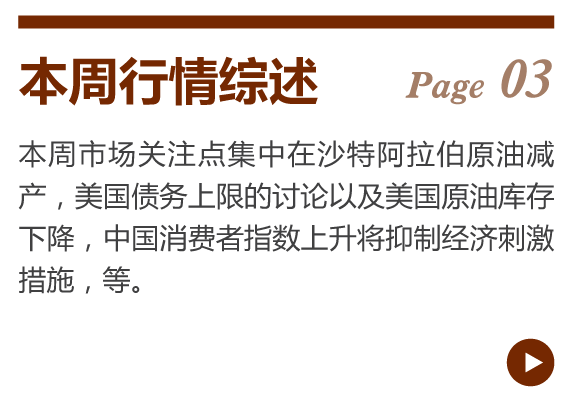 本周行情综述
Page 03
本周市场关注点集中在沙特阿拉伯原油减
产，美国债务上限的讨论以及美国原油库存
下降，中国消费者指数上升将抑制经济刺激
措施，等。